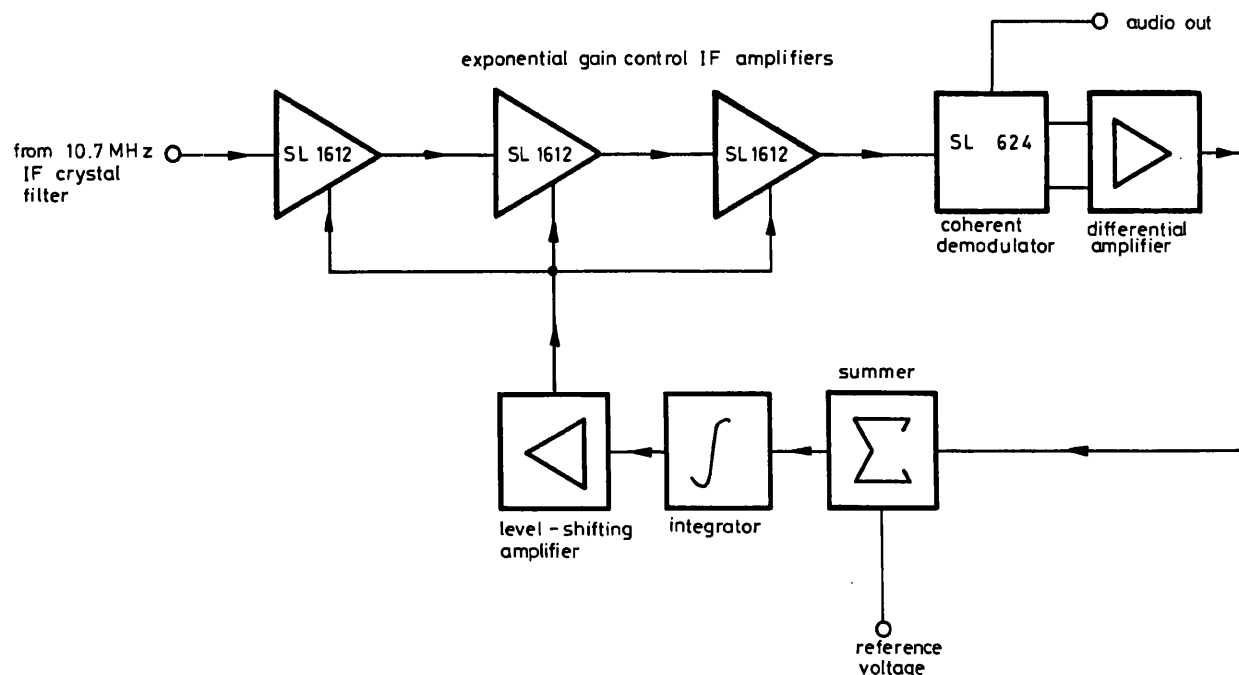 audio out
exponential gain control IF amplifiers
from 10.7 MHz
IF crystal
filter
SL 1612
SL 1612
SL 1612
SL 624
coherent
demodulator
differential
amplifier
summer
Σ
∫
level-shifting
amplifier
integrator
reference
voltage